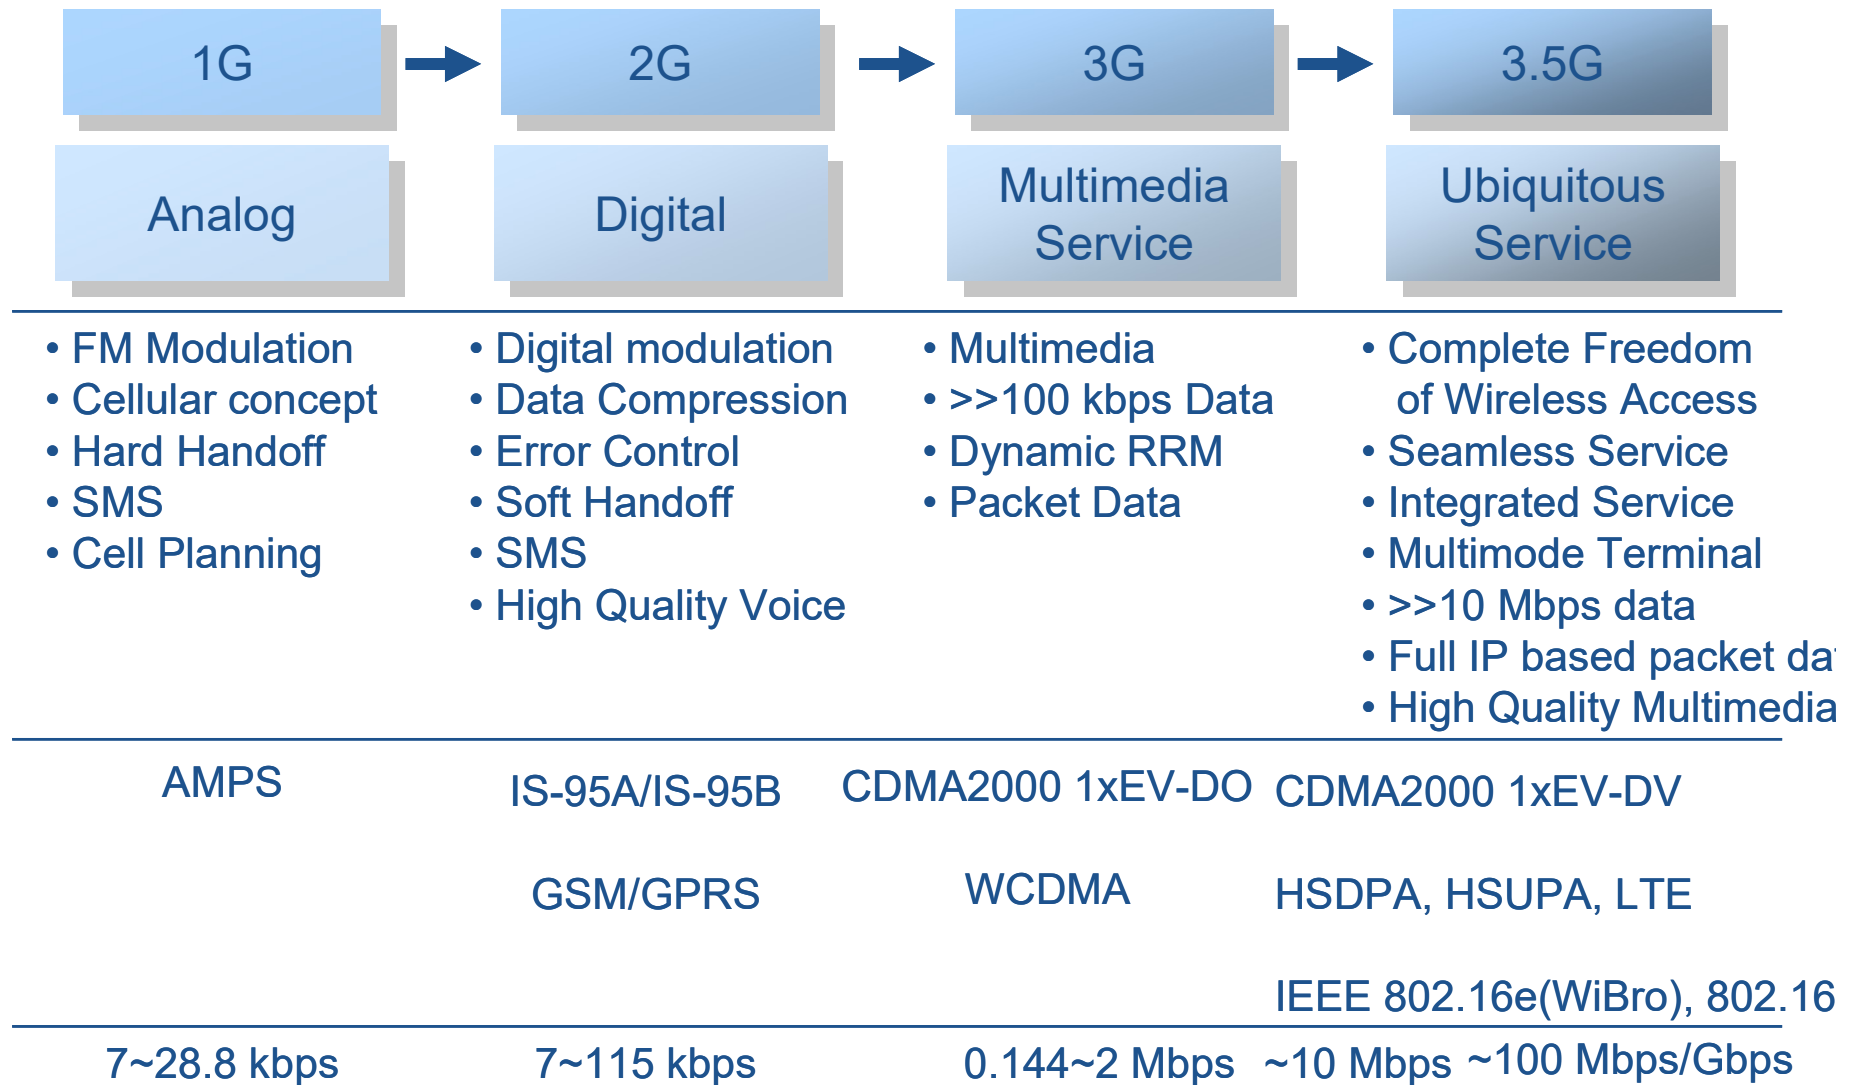 1G
2G
3G
3.5G
Analog
Digital
Multimedia
Service
Ubiquitous
Service
• FM Modulation
• Cellular concept
• Hard Handoff
• SMS
• Cell Planning
• Digital modulation
• Data Compression
• Error Control
• Soft Handoff
• SMS
• High Quality Voice
• Multimedia
• >>100 kbps Data
• Dynamic RRM
• Packet Data
• Complete Freedom
of Wireless Access
• Seamless Service
• Integrated Service
• Multimode Terminal
• >>10 Mbps data
• Full IP based packet
• High Quality Multimedia
AMPS
IS-95A/IS-95B
CDMA2000 1xEV-DO
CDMA2000 1xEV-DV
GSM/GPRS
WCDMA
HSDPA, HSUPA, LTE
IEEE 802.16e(WiBro), 802.16
7~28.8 kbps
7~115 kbps
0.144~2 Mbps
~10 Mbps
~100 Mbps/Gbps